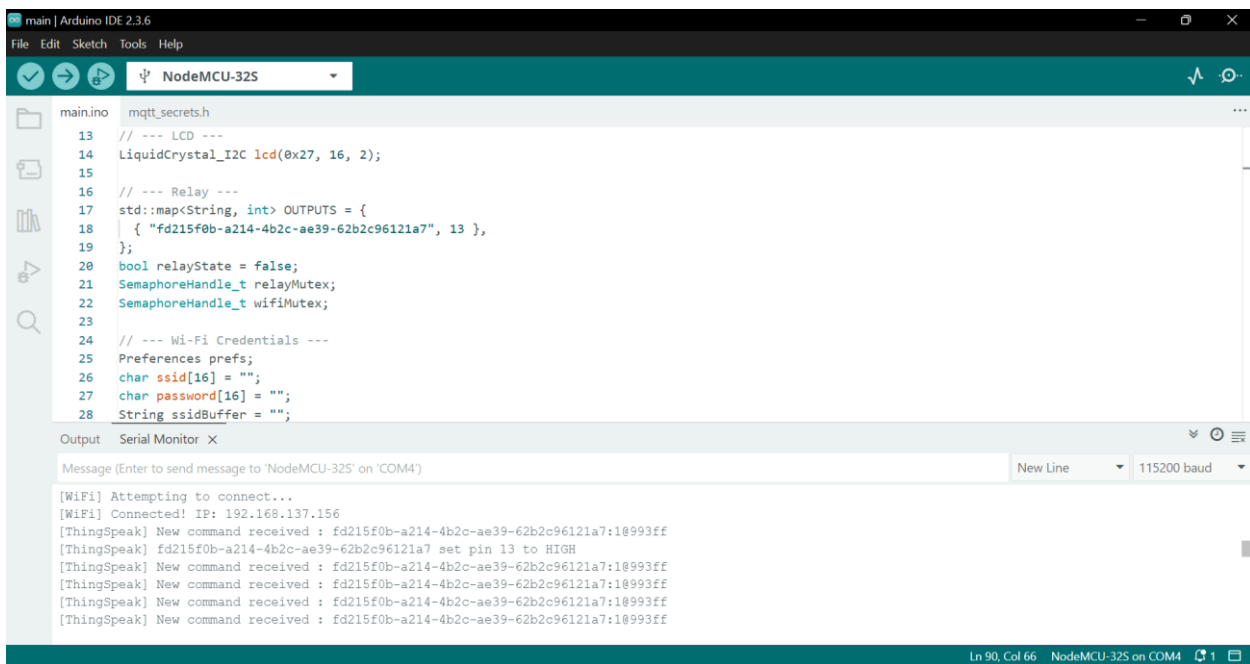 main | Arduino IDE 2.3.6
File Edit Sketch Tools Help
NodeMCU-32S
main.ino mqtt_secrets.h
13 // --- LCD ---
14 LiquidCrystal_I2C lcd(0x27, 16, 2);
15
16 // --- Relay ---
17 std::map<String, int> OUTPUTS = {
18 { "fd215f0b-a214-4b2c-ae39-62b2c96121a7", 13 },
19 };
20 bool relayState = false;
21 SemaphoreHandle_t relayMutex;
22 SemaphoreHandle_t wifiMutex;
23
24 // --- Wi-Fi Credentials ---
25 Preferences prefs;
26 char ssid[16] = "";
27 char password[16] = "";
28 String ssidBuffer = "";
Output Serial Monitor ×
Message (Enter to send message to 'NodeMCU-32S' on 'COM4') New Line 115200 baud
[WiFi] Attempting to connect...
[WiFi] Connected! IP: 192.168.137.156
[ThingSpeak] New command received : fd215f0b-a214-4b2c-ae39-62b2c96121a7:1@993ff
[ThingSpeak] fd215f0b-a214-4b2c-ae39-62b2c96121a7 set pin 13 to HIGH
[ThingSpeak] New command received : fd215f0b-a214-4b2c-ae39-62b2c96121a7:1@993ff
[ThingSpeak] New command received : fd215f0b-a214-4b2c-ae39-62b2c96121a7:1@993ff
[ThingSpeak] New command received : fd215f0b-a214-4b2c-ae39-62b2c96121a7:1@993ff
[ThingSpeak] New command received : fd215f0b-a214-4b2c-ae39-62b2c96121a7:1@993ff
Ln 90, Col 66 NodeMCU-32S on COM4 1